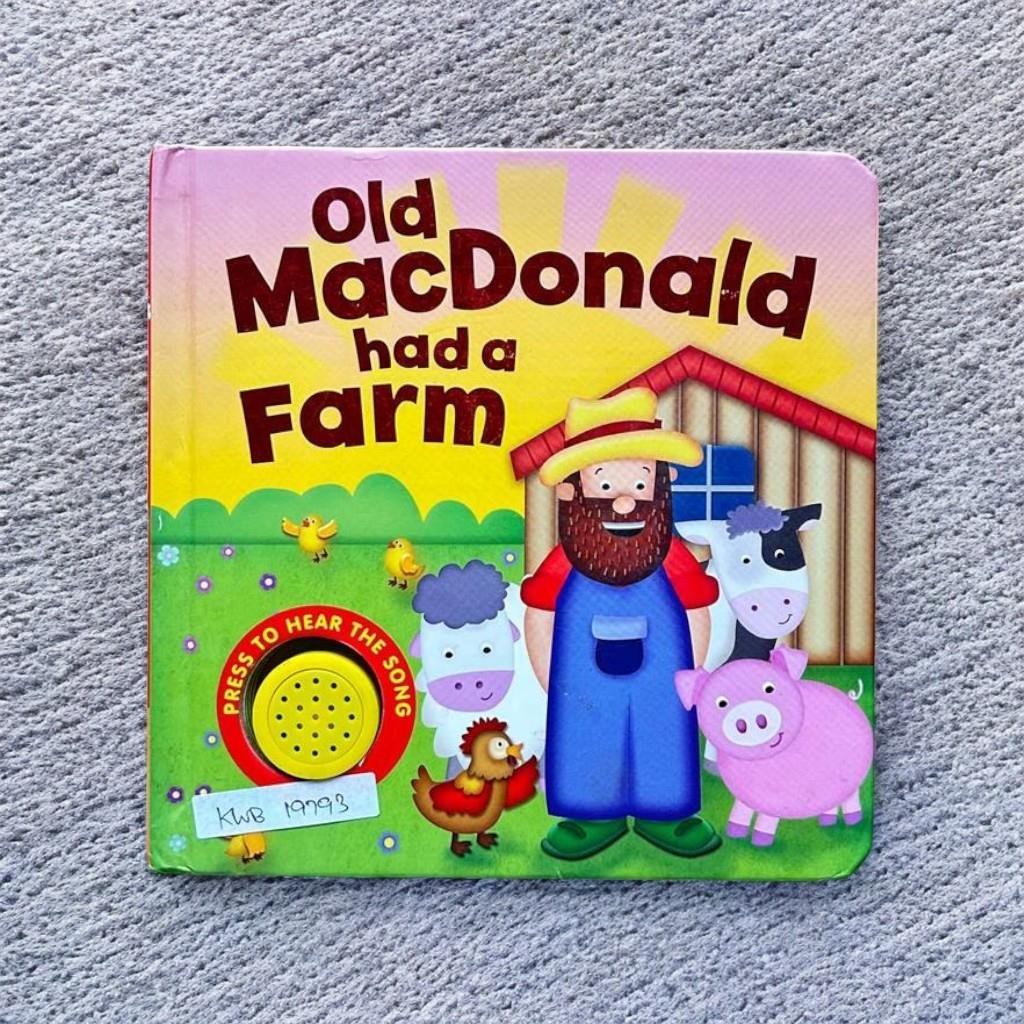 Old
MacDonald
had a
Farm
PRESS TO HEAR THE SONG
KWB 19793